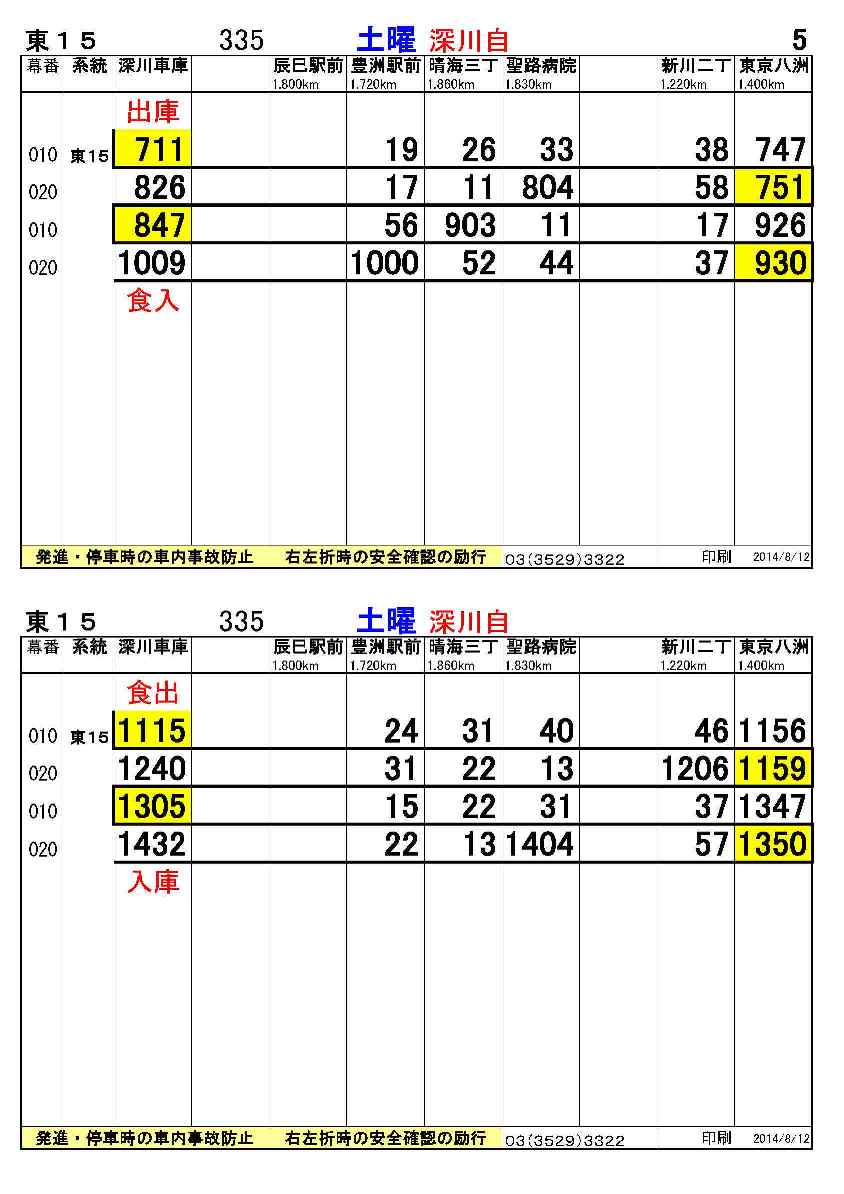 東１５ 335 土曜 深川自 5
幕番 系統 深川車庫 辰巳駅前 豊洲駅前 晴海三丁 聖路病院 新川二丁 東京八洲
1.800km 1.720km 1.860km 1.830km 1.220km 1.400km
出庫
010 東15 711 19 26 33 38 747
020 826 17 11 804 58 751
010 847 56 903 11 17 926
020 1009 1000 52 44 37 930
食入
発進・停車時の車内事故防止 右左折時の安全確認の励行 03(3529)3322 印刷 2014/8/12
東１５ 335 土曜 深川自
幕番 系統 深川車庫 辰巳駅前 豊洲駅前 晴海三丁 聖路病院 新川二丁 東京八洲
1.800km 1.720km 1.860km 1.830km 1.220km 1.400km
食出
010 東15 1115 24 31 40 46 1156
020 1240 31 22 13 1206 1159
010 1305 15 22 31 37 1347
020 1432 22 13 1404 57 1350
入庫
発進・停車時の車内事故防止 右左折時の安全確認の励行 03(3529)3322 印刷 2014/8/12